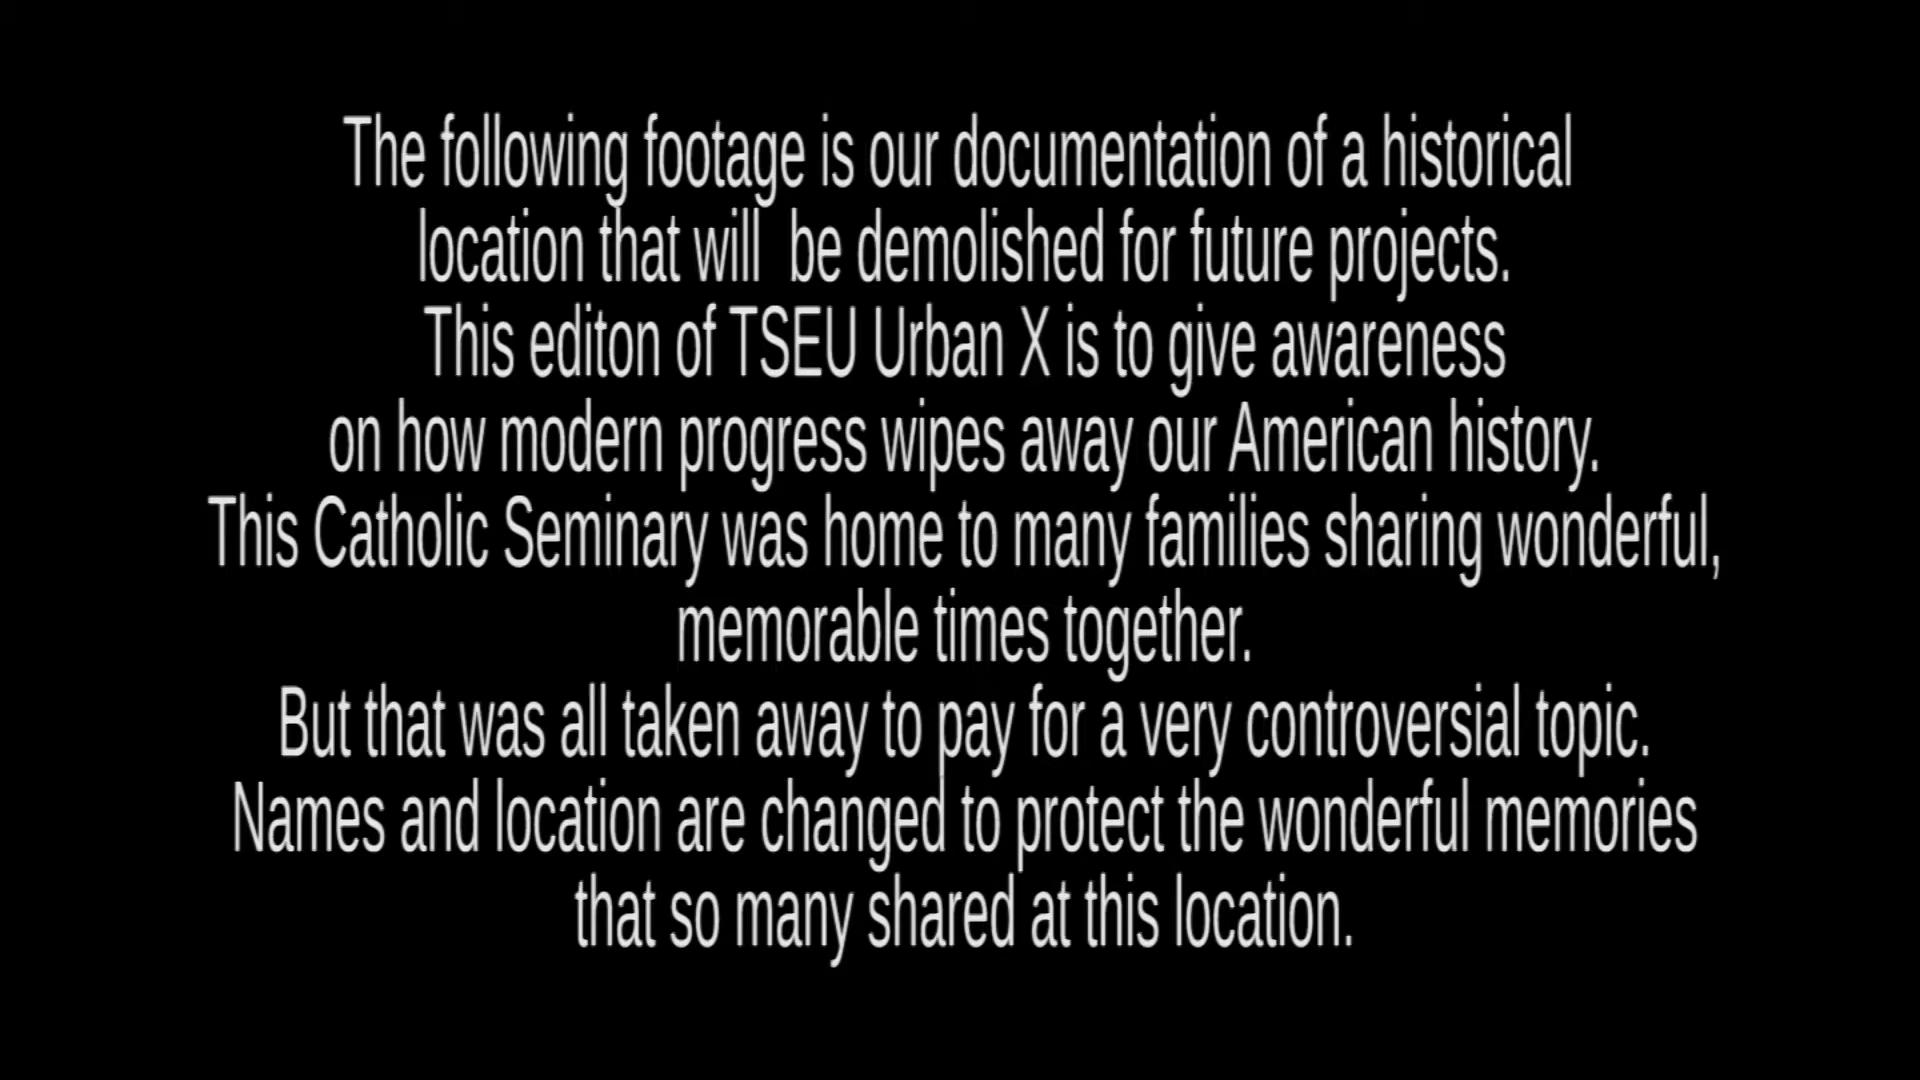 The following footage is our documentation of a historical
location that will  be demolished for future projects.
This editon of TSEU Urban X is to give awareness
on how modern progress wipes away our American history.
This Catholic Seminary was home to many families sharing wonderful,
memorable times together.
But that was all taken away to pay for a very controversial topic.
Names and location are changed to protect the wonderful memories
that so many shared at this location.